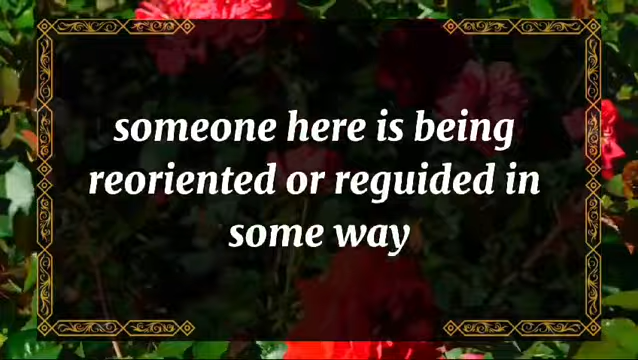 someone here is being
reoriented or reguided in
some way